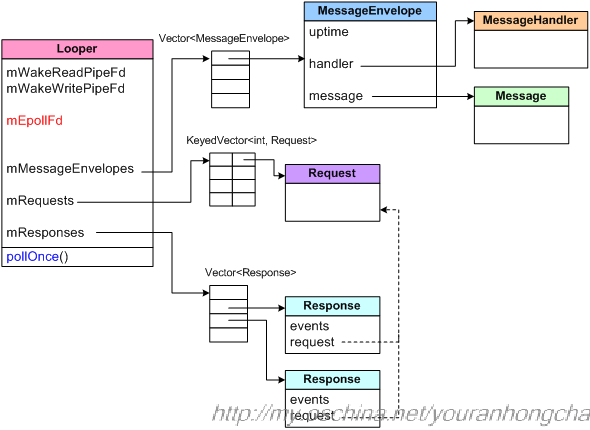 MessageEnvelope
MessageHandler
Vector<MessageEnvelope>
uptime
Looper
handler
mWakeReadPipeFd
mWakeWritePipeFd
message
Message
mEpollFd
KeyedVector<int, Request>
mMessageEnvelopes
Request
mRequests
mResponses
pollOnce()
Vector<Response>
Response
events
request
Response
events
request
http://my.oschina.net/youranhongcha